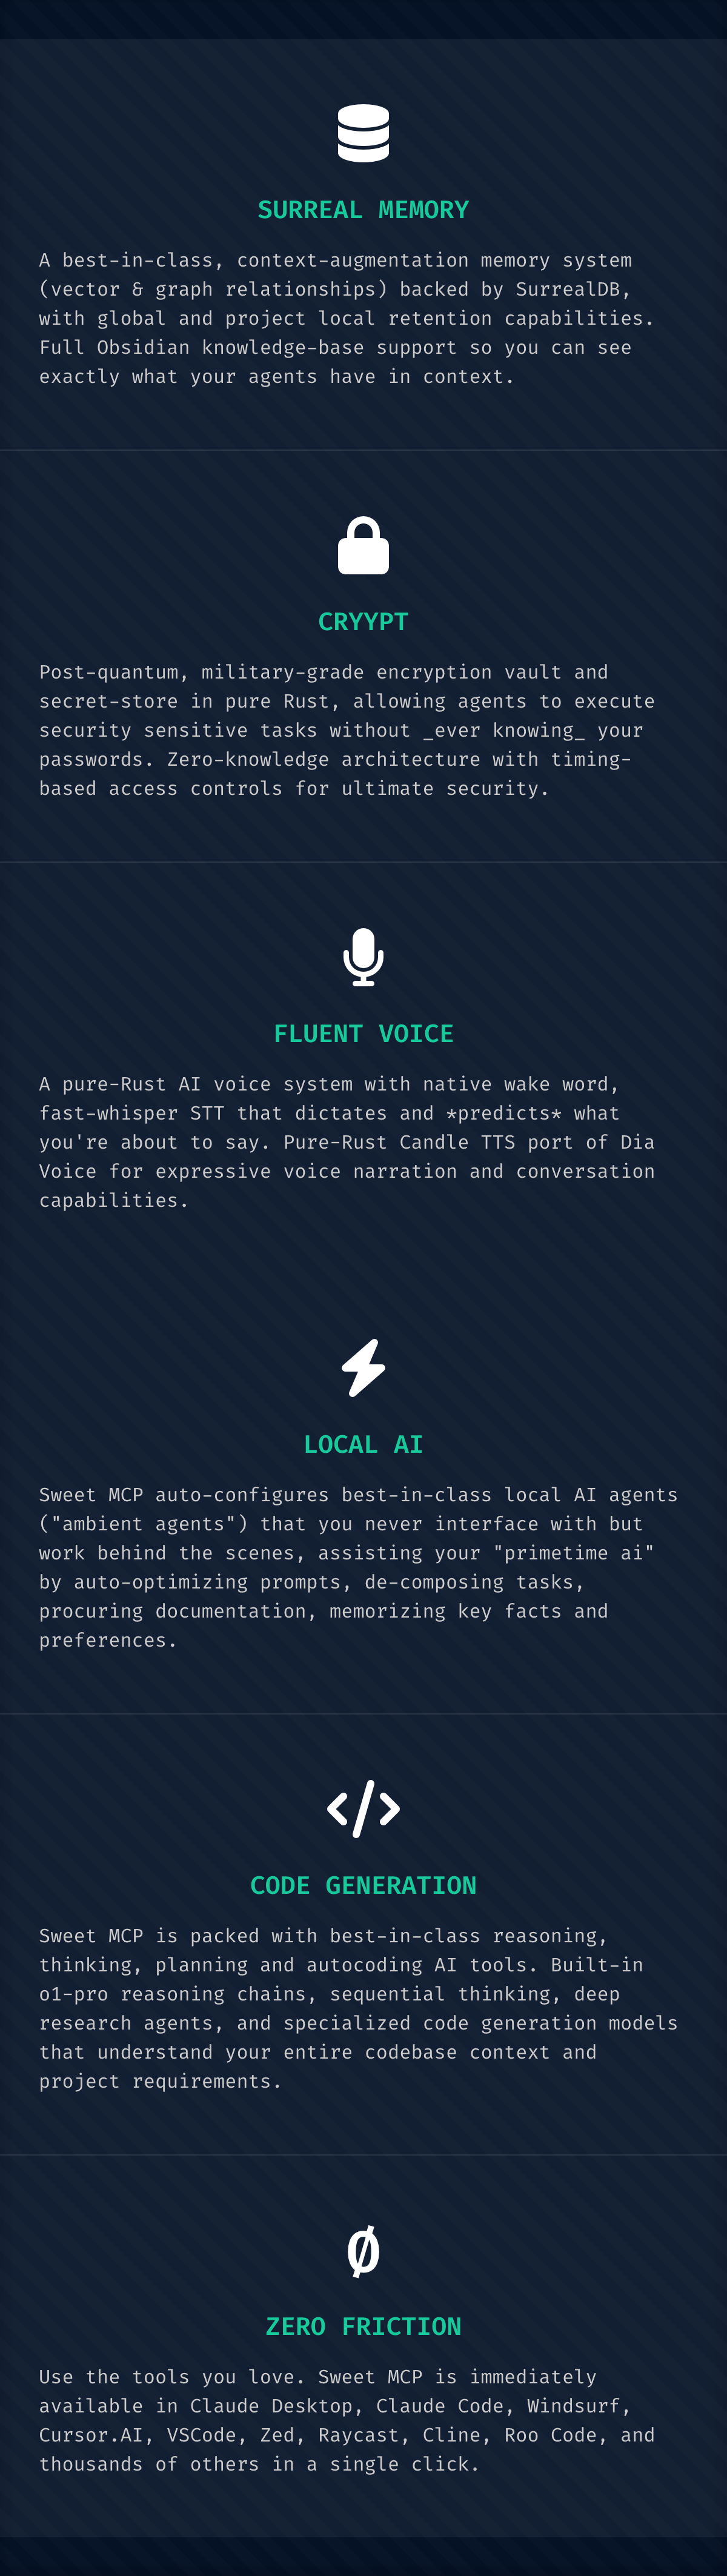 SURREAL MEMORY
A best-in-class, context-augmentation memory system
(vector & graph relationships) backed by SurrealDB,
with global and project local retention capabilities.
Full Obsidian knowledge-base support so you can see
exactly what your agents have in context.
CRYYPT
Post-quantum, military-grade encryption vault and
secret-store in pure Rust, allowing agents to execute
security sensitive tasks without _ever knowing_ your
passwords. Zero-knowledge architecture with timing-
based access controls for ultimate security.
FLUENT VOICE
A pure-Rust AI voice system with native wake word,
fast-whisper STT that dictates and *predicts* what
you're about to say. Pure-Rust Candle TTS port of Dia
Voice for expressive voice narration and conversation
capabilities.
LOCAL AI
Sweet MCP auto-configures best-in-class local AI agents
("ambient agents") that you never interface with but
work behind the scenes, assisting your "primetime ai"
by auto-optimizing prompts, de-composing tasks,
procuring documentation, memorizing key facts and
preferences.
CODE GENERATION
Sweet MCP is packed with best-in-class reasoning,
thinking, planning and autocoding AI tools. Built-in
o1-pro reasoning chains, sequential thinking, deep
research agents, and specialized code generation models
that understand your entire codebase context and
project requirements.
ZERO FRICTION
Use the tools you love. Sweet MCP is immediately
available in Claude Desktop, Claude Code, Windsurf,
Cursor.AI, VSCode, Zed, Raycast, Cline, Roo Code, and
thousands of others in a single click.